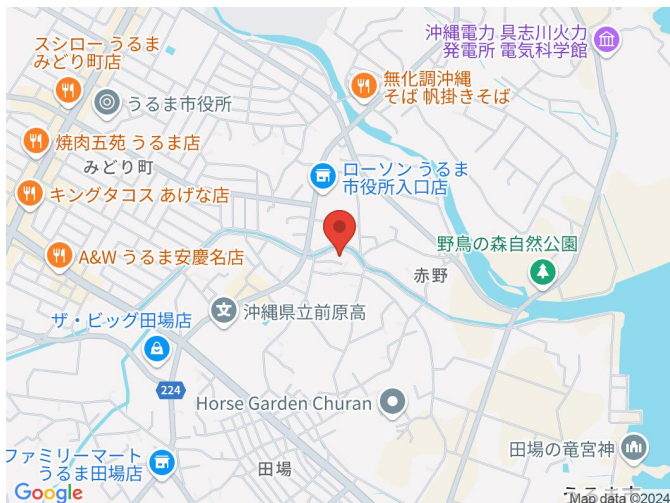 沖縄電力 具志川火力
発電所 電気科学館
スシロー うるま
みどり町店
うるま市役所
無化調沖縄
そば 帆掛きそば
焼肉五苑 うるま店
みどり町
ローソン うるま
市役所入口店
キングタコス あげな店
A&W うるま安慶名店
野鳥の森自然公園
赤野
沖縄県立前原高
ザ・ビッグ田場店
224
Horse Garden Churan
ファミリーマート
うるま田場店
田場
田場の竜宮神
Google
Map data ©2024